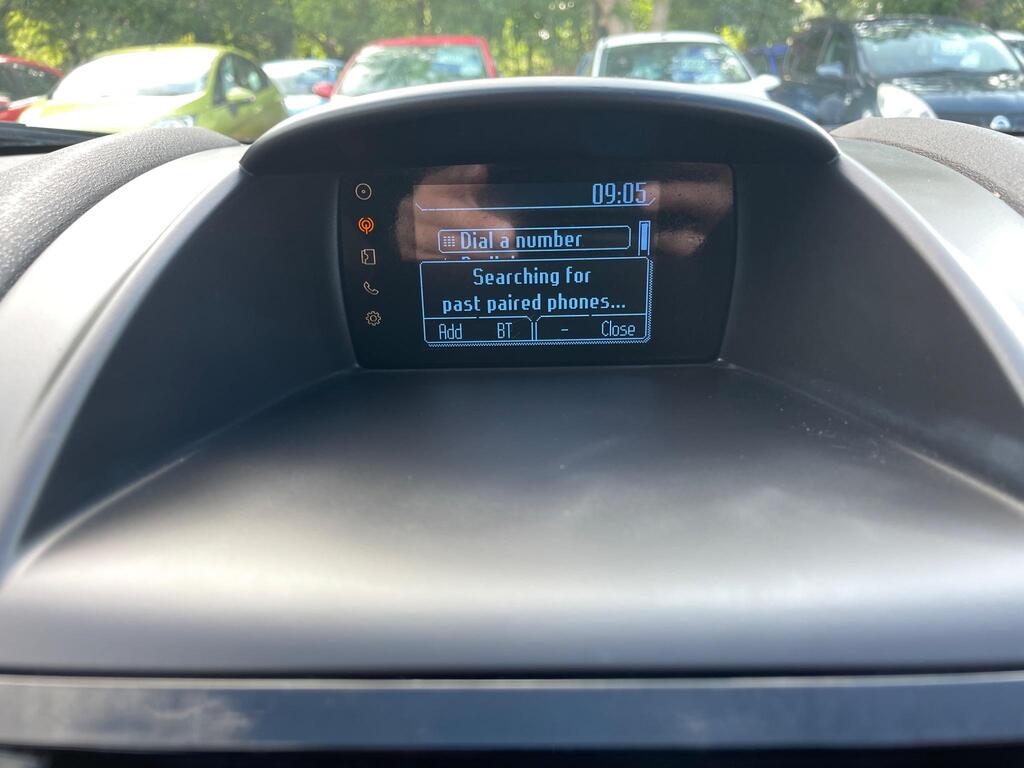 09:05
Dial a number
Searching for
past paired phones...
Add BT - Close